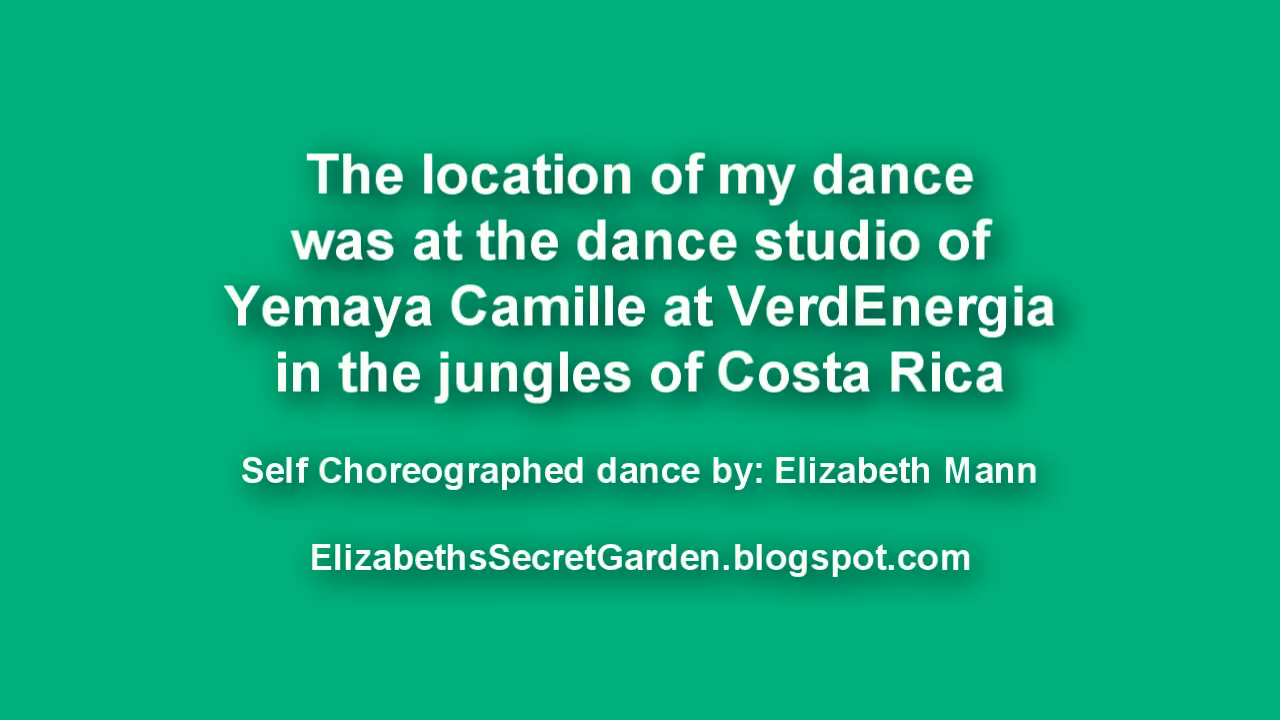 The location of my dance
was at the dance studio of
Yemaya Camille at VerdEnergia
in the jungles of Costa Rica
Self Choreographed dance by: Elizabeth Mann
ElizabethsSecretGarden.blogspot.com